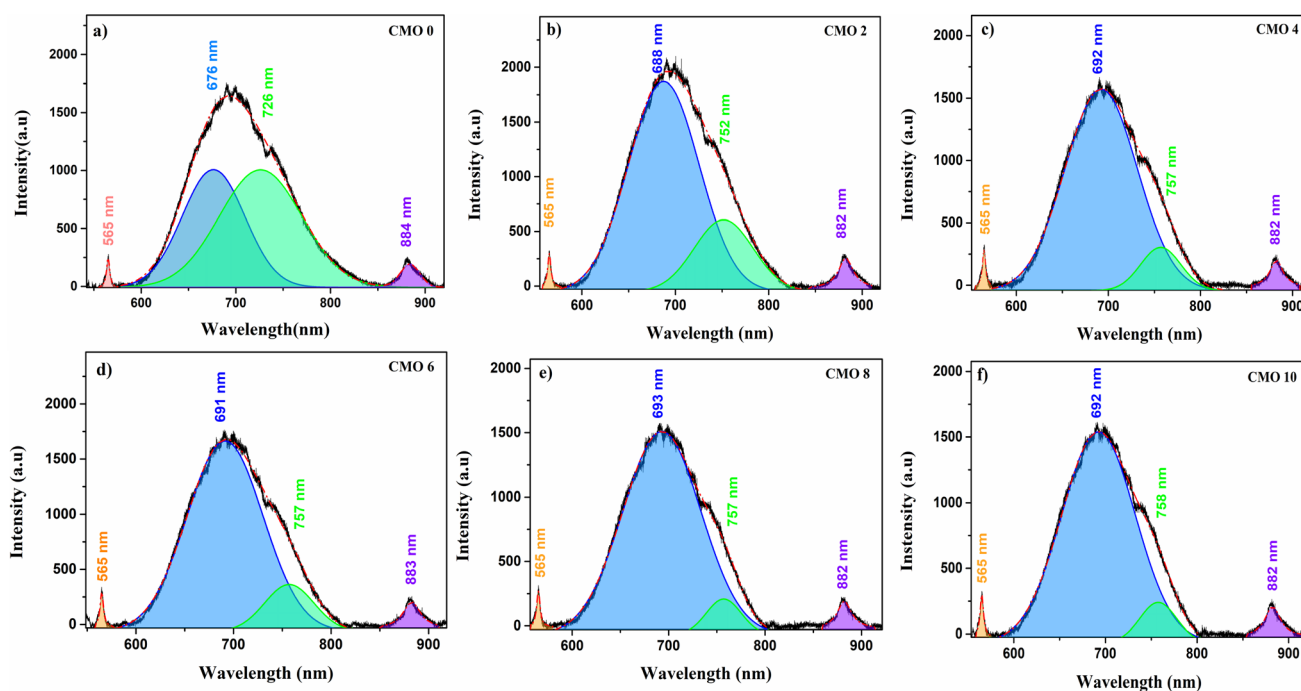 a)
CMO 0
2000
1500
1000
500
0
Intensity(a.u)
565 nm
676 nm
726 nm
884 nm
600
700
800
900
Wavelength(nm)
b)
CMO 2
2000
1500
1000
500
0
Intensity (a.u)
565 nm
688 nm
752 nm
882 nm
600
700
800
900
Wavelength (nm)
c)
CMO 4
2000
1500
1000
500
0
Intensity (a.u)
565 nm
692 nm
757 nm
882 nm
600
700
800
900
Wavelength (nm)
d)
CMO 6
2000
1500
1000
500
0
Intensity (a.u)
565 nm
691 nm
757 nm
883 nm
600
700
800
900
Wavelength (nm)
e)
CMO 8
2000
1500
1000
500
0
Intensity (a.u)
565 nm
693 nm
757 nm
882 nm
600
700
800
900
Wavelength (nm)
f)
CMO 10
2000
1500
1000
500
0
Instensity (a.u)
565 nm
692 nm
758 nm
882 nm
600
700
800
900
Wavelength (nm)